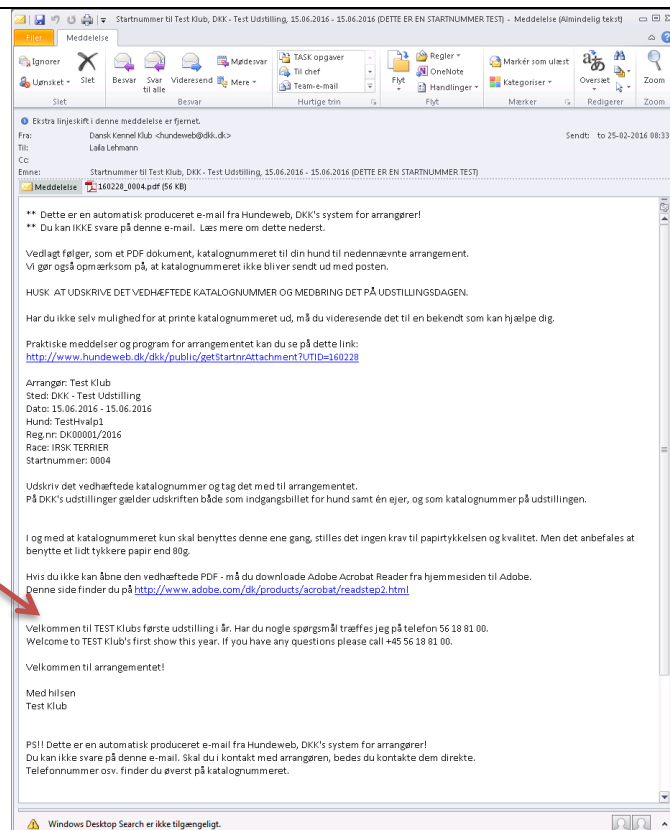 Startnummer til Test Klub, DKK - Test Udstilling, 15.06.2016 - 15.06.2016 (DETTE ER EN STARTNUMMER TEST) - Meddelelse (Almindelig tekst)
Filer Meddelelse
Ignorer Mødesvar TASK opgaver Regler Markér som ulæst
Til chef OneNote
Uønsket Slet Besvar Svar til alle Videresend Mere Team-e-mail Flyt Handlinger Kategoriser Oversæt Zoom
Slet Besvar Hurtige trin Flyt Mærker Redigerer Zoom
Ekstra linjeskift i denne meddelelse er fjernet.
Fra: Dansk Kennel Klub <hundeweb@dkk.dk> Sendt: to 25-02-2016 08:33
Til: Laila Lehmann
Cc:
Emne: Startnummer til Test Klub, DKK - Test Udstilling, 15.06.2016 - 15.06.2016 (DETTE ER EN STARTNUMMER TEST)
Meddelelse 160228_0004.pdf (56 KB)
** Dette er en automatisk produceret e-mail fra Hundeweb, DKK's system for arrangører!
** Du kan IKKE svare på denne e-mail. Læs mere om dette nederst.
Vedlagt følger, som et PDF dokument, katalognummeret til din hund til nedennævnte arrangement.
Vi gør også opmærksom på, at katalognummeret ikke bliver sendt ud med posten.
HUSK AT UDSKRIVE DET VEDHÆFTEDE KATALOGNUMMER OG MEDBRING DET PÅ UDSTILLINGSDAGEN.
Har du ikke selv mulighed for at printe katalognummeret ud, må du videresende det til en bekendt som kan hjælpe dig.
Praktiske meddelser og program for arrangementet kan du se på dette link:
http://www.hundeweb.dk/dkk/public/getStartnrAttachment?UTID=160228
Arrangør: Test Klub
Sted: DKK - Test Udstilling
Dato: 15.06.2016 - 15.06.2016
Hund: TestHvalp1
Reg.nr: DK00001/2016
Race: IRSK TERRIER
Startnummer: 0004
Udskriv det vedhæftede katalognummer og tag det med til arrangementet.
På DKK's udstillinger gælder udskriften både som indgangsbillet for hund samt én ejer, og som katalognummer på udstillingen.
I og med at katalognummeret kun skal benyttes denne ene gang, stilles det ingen krav til papirtykkelsen og kvalitet. Men det anbefales at
benytte et lidt tykkere papir end 80g.
Hvis du ikke kan åbne den vedhæftede PDF - må du downloade Adobe Acrobat Reader fra hjemmesiden til Adobe.
Denne side finder du på http://www.adobe.com/dk/products/acrobat/readstep2.html
Velkommen til TEST Klubs første udstilling i år. Har du nogle spørgsmål træffes jeg på telefon 56 18 81 00.
Welcome to TEST Klub's first show this year. If you have any questions please call +45 56 18 81 00.
Velkommen til arrangementet!
Med hilsen
Test Klub
PS!! Dette er en automatisk produceret e-mail fra Hundeweb, DKK's system for arrangører!
Du kan ikke svare på denne e-mail. Skal du i kontakt med arrangøren, bedes du kontakte dem direkte.
Telefonnummer osv. finder du øverst på katalognummeret.
Windows Desktop Search er ikke tilgængeligt.